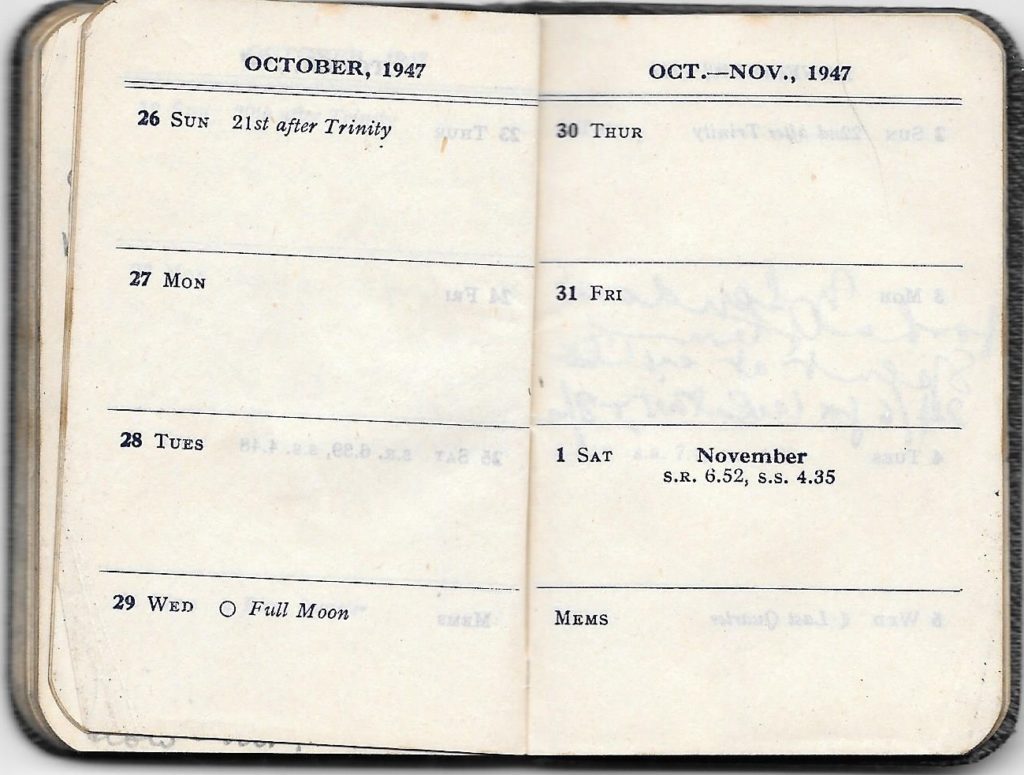 OCTOBER, 1947
26 SUN 21st after Trinity
27 MON
28 TUES
29 WED ○ Full Moon
OCT.—NOV., 1947
30 THUR
31 FRI
1 SAT November
S.R. 6.52, S.S. 4.35
MEMS